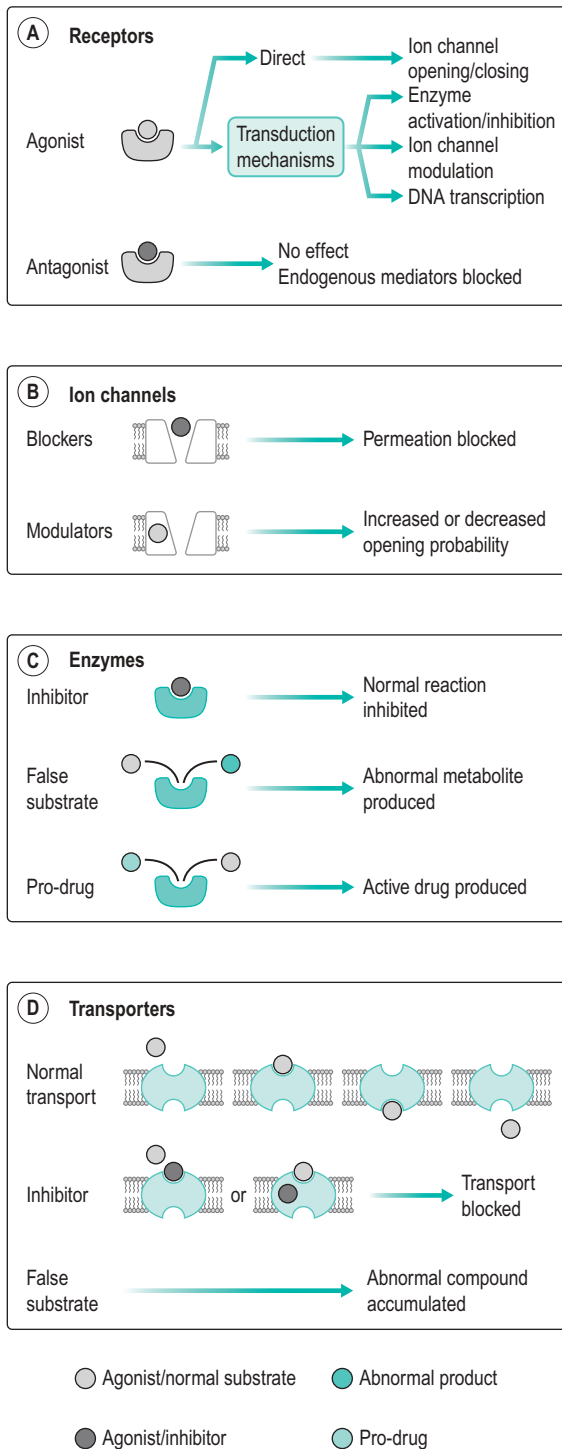 A Receptors
Direct
Ion channel
opening/closing
Agonist
Transduction
mechanisms
Enzyme
activation/inhibition
Ion channel
modulation
DNA transcription
Antagonist
No effect
Endogenous mediators blocked
B Ion channels
Blockers
Permeation blocked
Modulators
Increased or decreased
opening probability
C Enzymes
Inhibitor
Normal reaction
inhibited
False
substrate
Abnormal metabolite
produced
Pro-drug
Active drug produced
D Transporters
Normal
transport
Inhibitor
or
Transport
blocked
False
substrate
Abnormal compound
accumulated
Agonist/normal substrate
Abnormal product
Agonist/inhibitor
Pro-drug